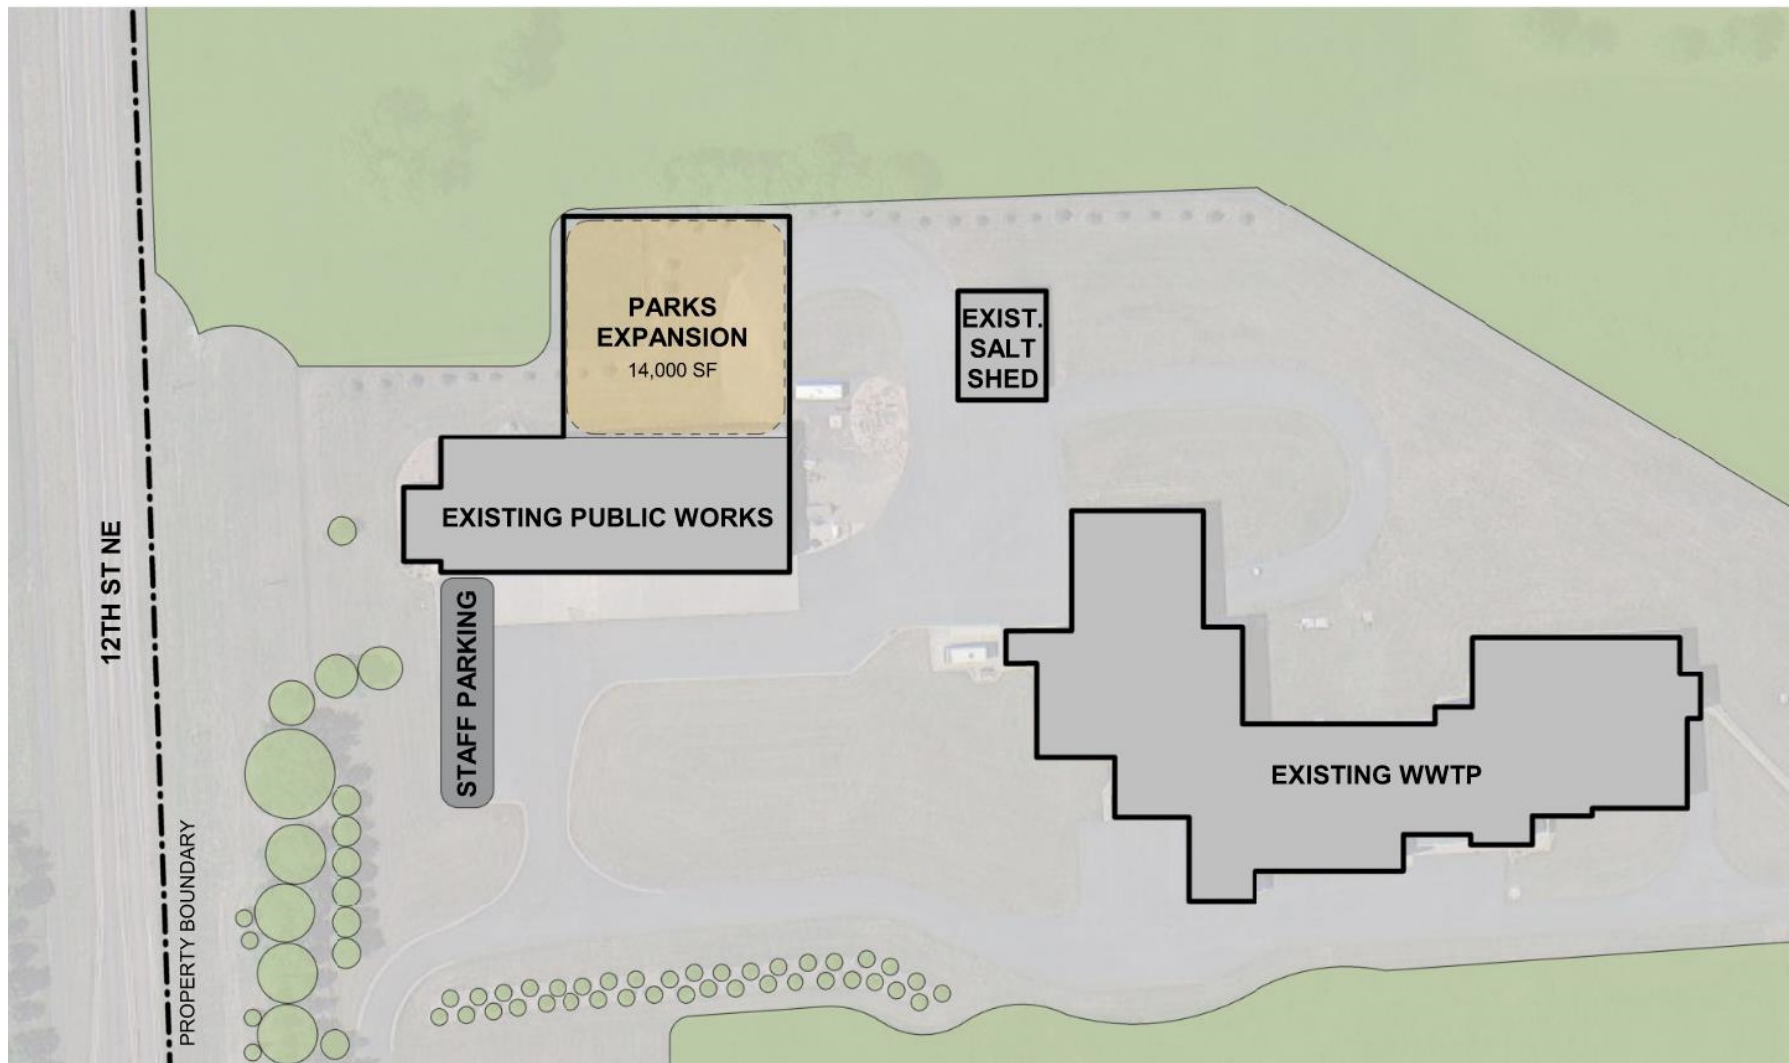 PARKS
EXPANSION
14,000 SF
EXIST.
SALT
SHED
EXISTING PUBLIC WORKS
12TH ST NE
STAFF PARKING
EXISTING WWTP
PROPERTY BOUNDARY